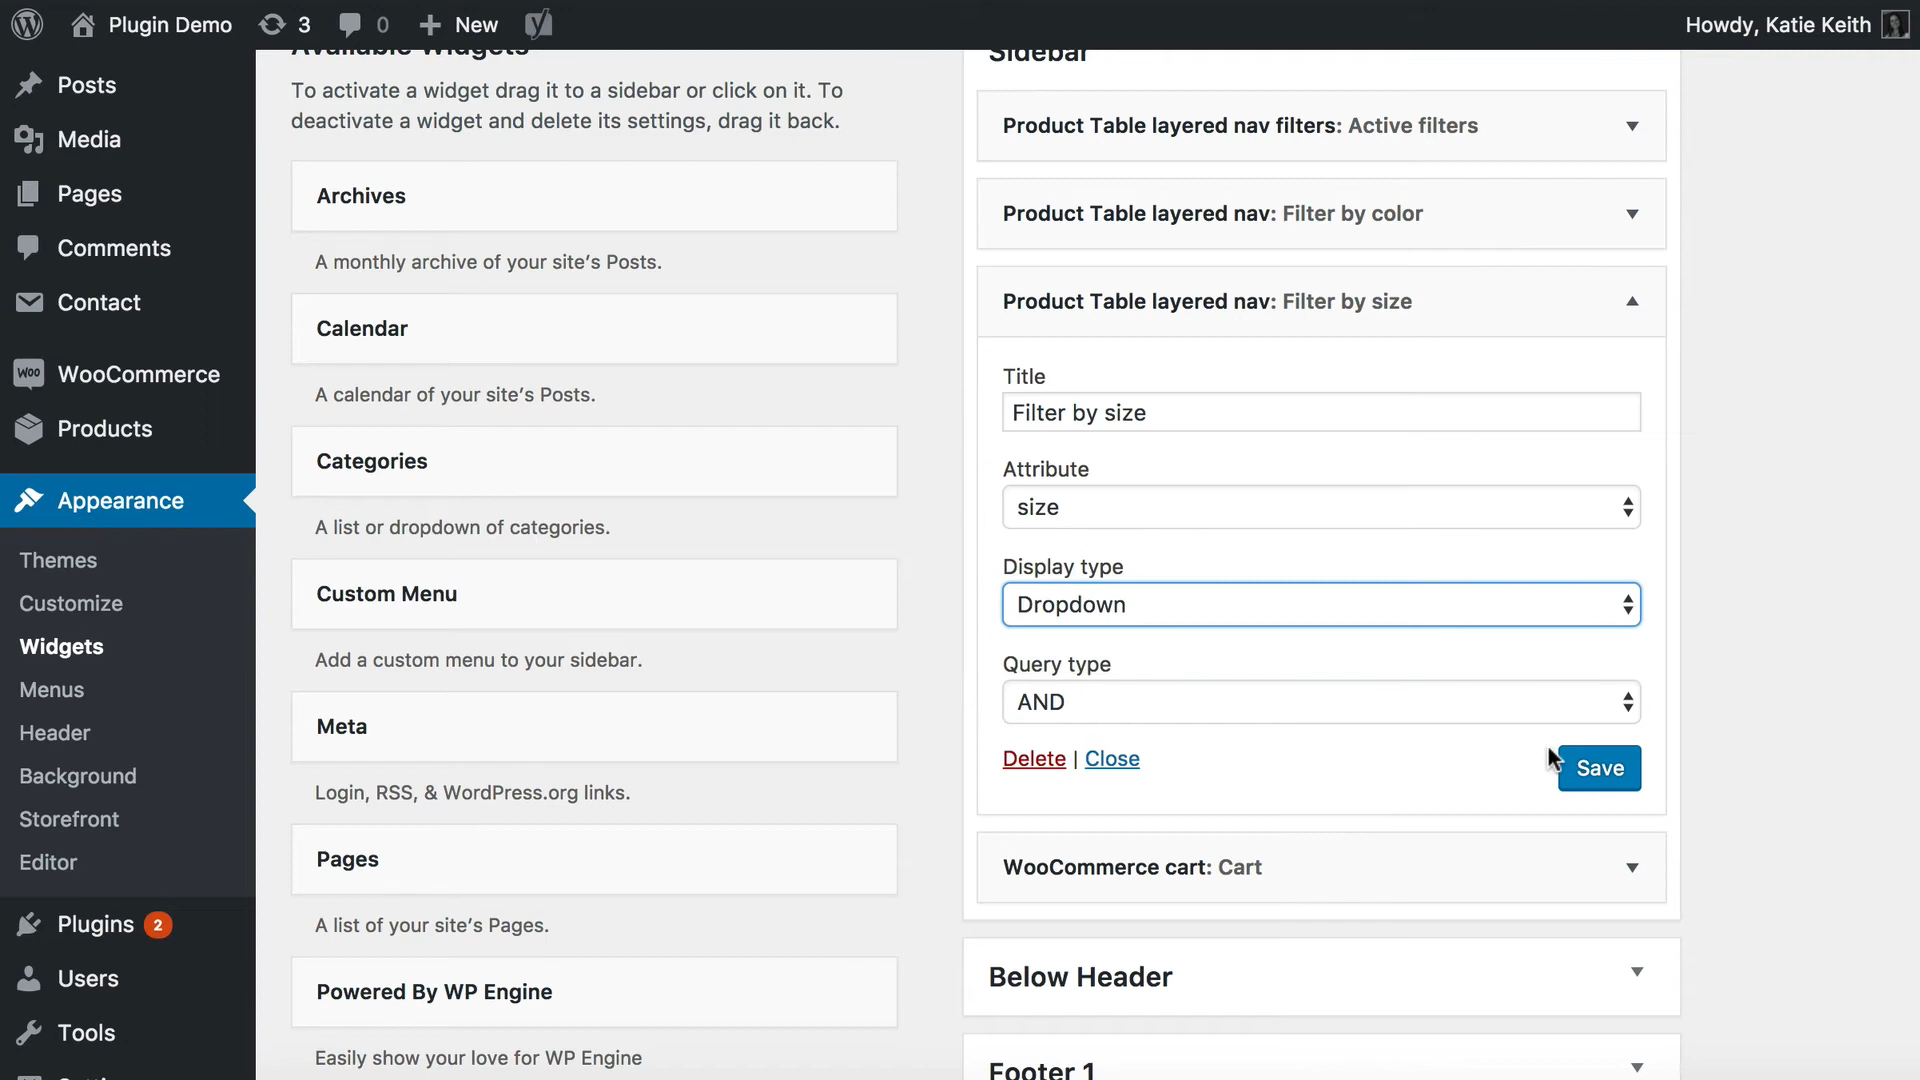 Plugin Demo
3
0
New
Howdy, Katie Keith
Posts
Media
Pages
Comments
Contact
WOO
WooCommerce
Products
Appearance
Themes
Customize
Widgets
Menus
Header
Background
Storefront
Editor
Plugins 2
Users
Tools
Available Widgets
To activate a widget drag it to a sidebar or click on it. To
deactivate a widget and delete its settings, drag it back.
Archives
A monthly archive of your site’s Posts.
Calendar
A calendar of your site’s Posts.
Categories
A list or dropdown of categories.
Custom Menu
Add a custom menu to your sidebar.
Meta
Login, RSS, & WordPress.org links.
Pages
A list of your site’s Pages.
Powered By WP Engine
Easily show your love for WP Engine
Sidebar
Product Table layered nav filters: Active filters
Product Table layered nav: Filter by color
Product Table layered nav: Filter by size
Title
Filter by size
Attribute
size
Display type
Dropdown
Query type
AND
Delete | Close
Save
WooCommerce cart: Cart
Below Header
Footer 1